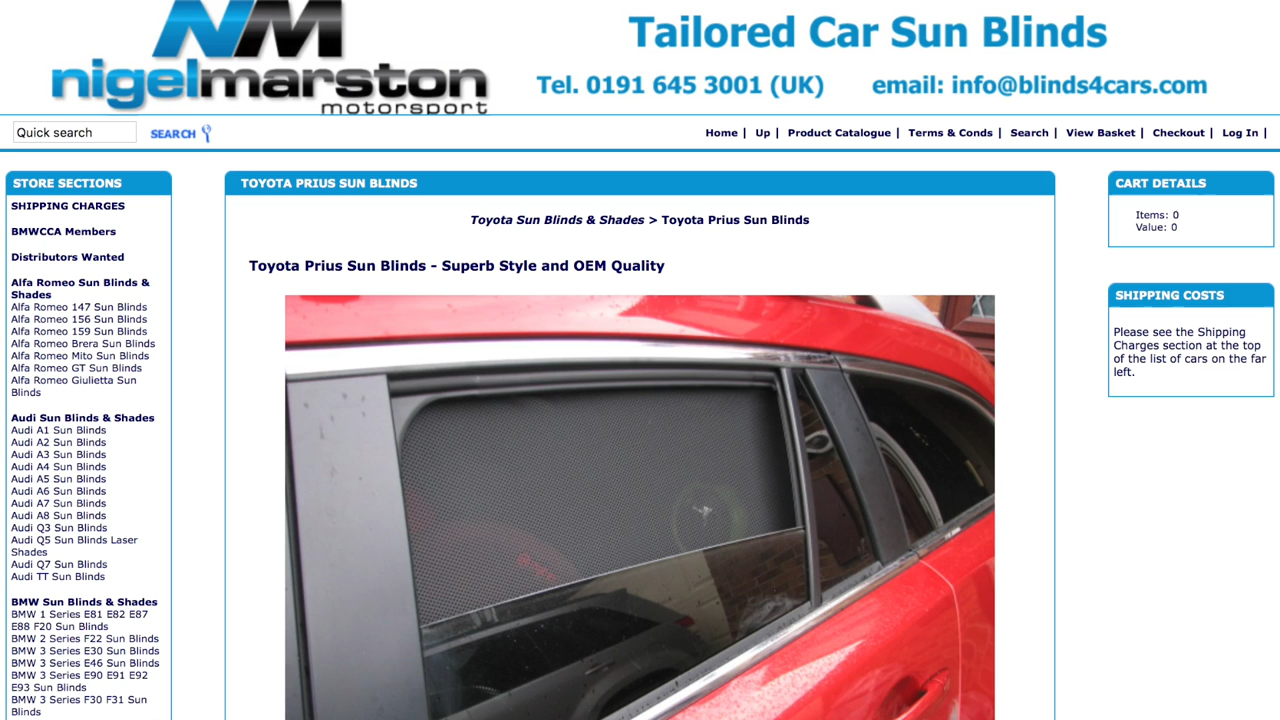 NM
nigelmarston
motorsport
Tailored Car Sun Blinds
Tel. 0191 645 3001 (UK) email: info@blinds4cars.com
Quick search
SEARCH
Home | Up | Product Catalogue | Terms & Conds | Search | View Basket | Checkout | Log In |
STORE SECTIONS
SHIPPING CHARGES
BMWCCA Members
Distributors Wanted
Alfa Romeo Sun Blinds &
Shades
Alfa Romeo 147 Sun Blinds
Alfa Romeo 156 Sun Blinds
Alfa Romeo 159 Sun Blinds
Alfa Romeo Brera Sun Blinds
Alfa Romeo Mito Sun Blinds
Alfa Romeo GT Sun Blinds
Alfa Romeo Giulietta Sun
Blinds
Audi Sun Blinds & Shades
Audi A1 Sun Blinds
Audi A2 Sun Blinds
Audi A3 Sun Blinds
Audi A4 Sun Blinds
Audi A5 Sun Blinds
Audi A6 Sun Blinds
Audi A7 Sun Blinds
Audi A8 Sun Blinds
Audi Q3 Sun Blinds
Audi Q5 Sun Blinds Laser
Shades
Audi Q7 Sun Blinds
Audi TT Sun Blinds
BMW Sun Blinds & Shades
BMW 1 Series E81 E82 E87
E88 F20 Sun Blinds
BMW 2 Series F22 Sun Blinds
BMW 3 Series E30 Sun Blinds
BMW 3 Series E46 Sun Blinds
BMW 3 Series E90 E91 E92
E93 Sun Blinds
BMW 3 Series F30 F31 Sun
Blinds
TOYOTA PRIUS SUN BLINDS
Toyota Sun Blinds & Shades > Toyota Prius Sun Blinds
Toyota Prius Sun Blinds - Superb Style and OEM Quality
CART DETAILS
Items: 0
Value: 0
SHIPPING COSTS
Please see the Shipping
Charges section at the top
of the list of cars on the far
left.